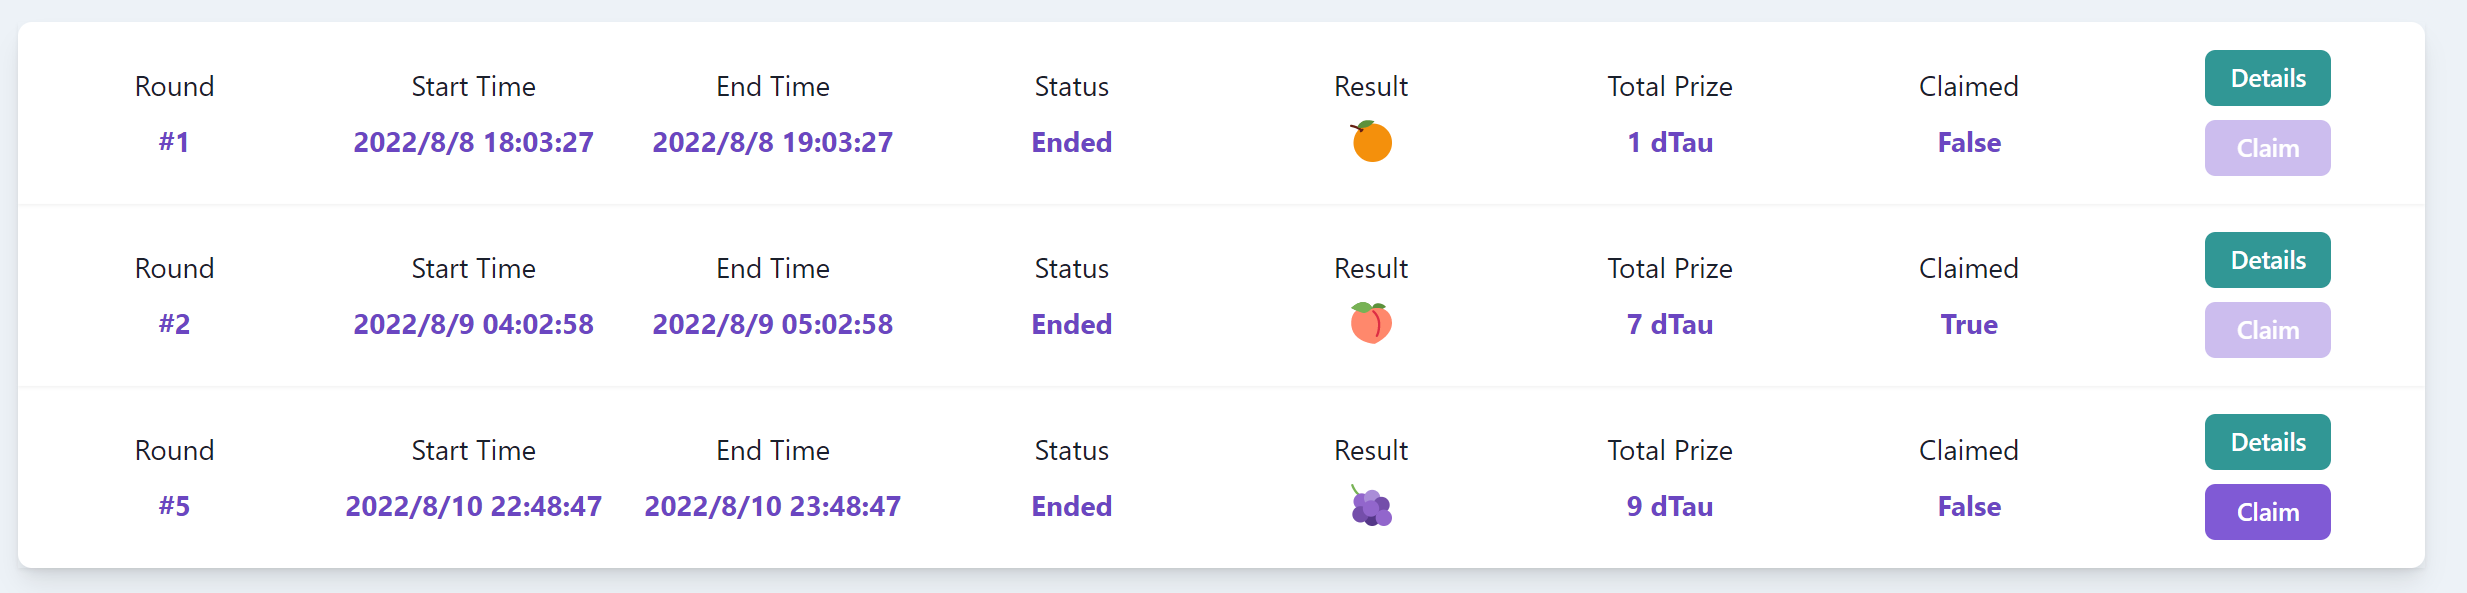 Round Start Time End Time Status Result Total Prize Claimed Details
#1 2022/8/8 18:03:27 2022/8/8 19:03:27 Ended 1 dTau False Claim
Round Start Time End Time Status Result Total Prize Claimed Details
#2 2022/8/9 04:02:58 2022/8/9 05:02:58 Ended 7 dTau True Claim
Round Start Time End Time Status Result Total Prize Claimed Details
#5 2022/8/10 22:48:47 2022/8/10 23:48:47 Ended 9 dTau False Claim